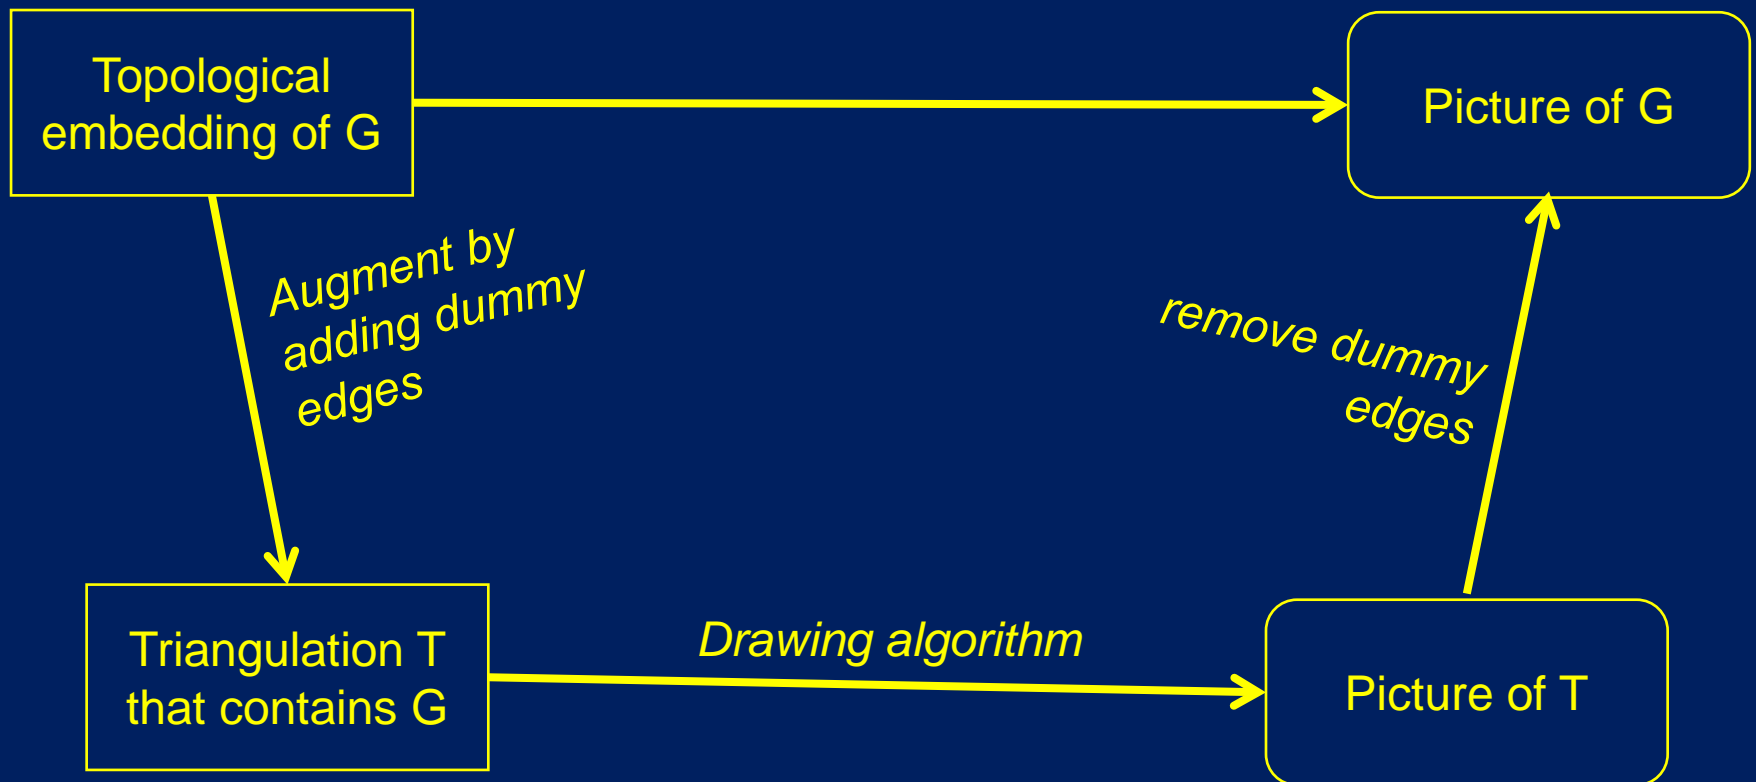 Topological
embedding of G
Picture of G
Augment by
adding dummy
edges
remove dummy
edges
Triangulation T
that contains G
Drawing algorithm
Picture of T